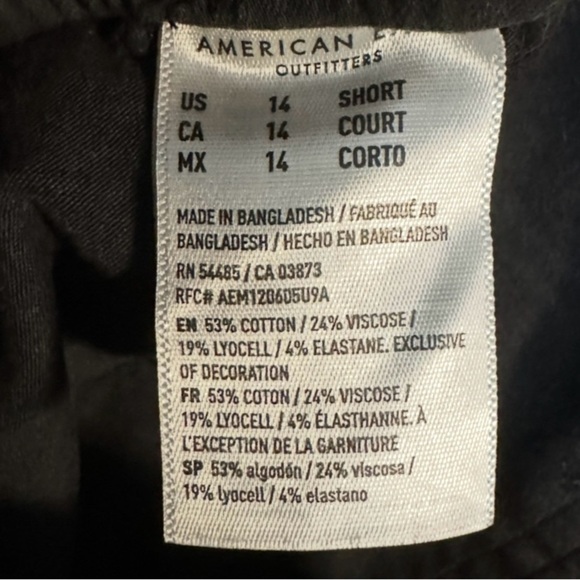 AMERICAN
OUTFITTERS
US 14 SHORT
CA 14 COURT
MX 14 CORTO
MADE IN BANGLADESH / FABRIQUÉ AU
BANGLADESH / HECHO EN BANGLADESH
RN 54485 / CA 03873
RFC# AEM120605U9A
EN 53% COTTON / 24% VISCOSE /
19% LYOCELL / 4% ELASTANE. EXCLUSIVE
OF DECORATION
FR 53% COTON / 24% VISCOSE /
19% LYOCELL / 4% ÉLASTHANNE. À
L'EXCEPTION DE LA GARNITURE
SP 53% algodón / 24% viscosa /
19% lyocell / 4% elastano